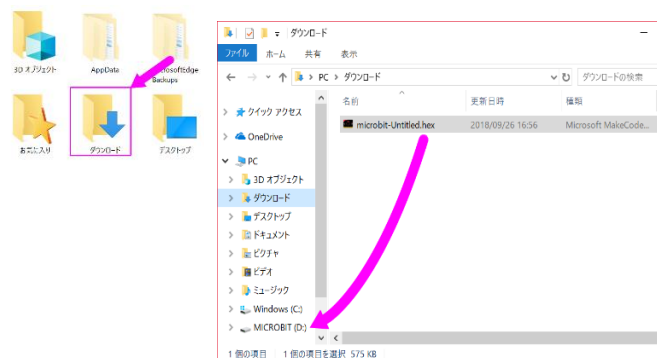 3D オブジェクト
AppData
MicrosoftEdge
Backups
お気に入り
ダウンロード
デスクトップ
ダウンロード
ファイル ホーム 共有 表示
PC ダウンロード
ダウンロードの検索
名前 更新日時 種類
microbit-Untitled.hex 2018/09/26 16:56 Microsoft MakeCode...
クイック アクセス
OneDrive
PC
3D オブジェクト
ダウンロード
デスクトップ
ドキュメント
ピクチャ
ビデオ
ミュージック
Windows (C:)
MICROBIT (D:)
1 個の項目 1 個の項目を選択 575 KB